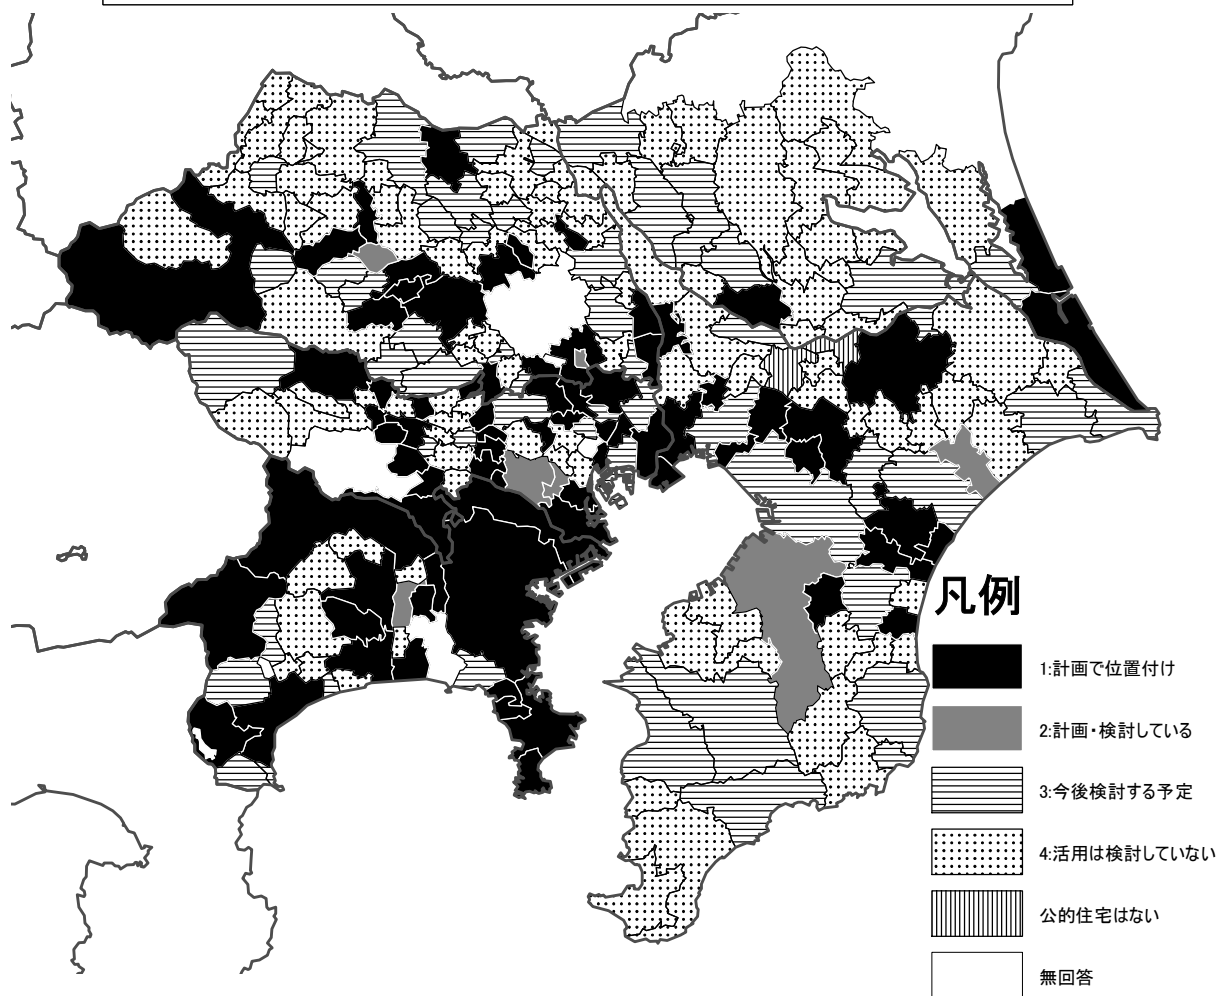 凡例
1:計画で位置付け
2:計画・検討している
3:今後検討する予定
4:活用は検討していない
公的住宅はない
無回答